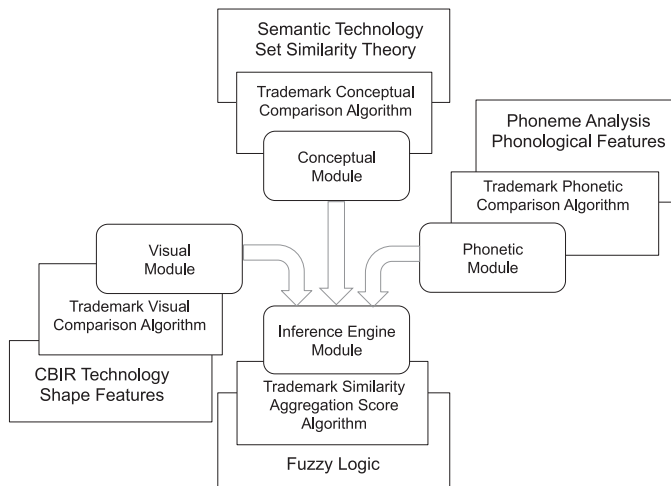 Semantic Technology
Set Similarity Theory
Trademark Conceptual
Comparison Algorithm
Conceptual
Module
Phoneme Analysis
Phonological Features
Trademark Phonetic
Comparison Algorithm
Phonetic
Module
Visual
Module
Trademark Visual
Comparison Algorithm
CBIR Technology
Shape Features
Inference Engine
Module
Trademark Similarity
Aggregation Score
Algorithm
Fuzzy Logic